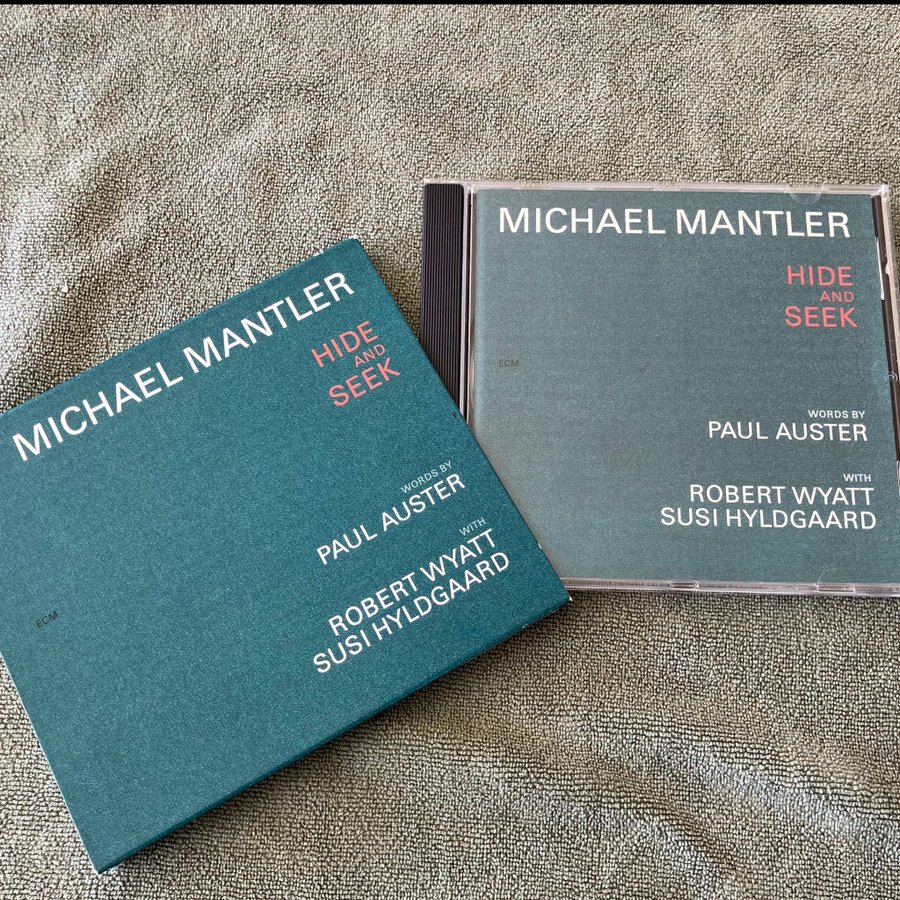 MICHAEL MANTLER
HIDE
AND
SEEK
ECM
WORDS BY
PAUL AUSTER
WITH
ROBERT WYATT
SUSI HYLDGAARD
MICHAEL MANTLER
HIDE
AND
SEEK
ECM
WORDS BY
PAUL AUSTER
WITH
ROBERT WYATT
SUSI HYLDGAARD